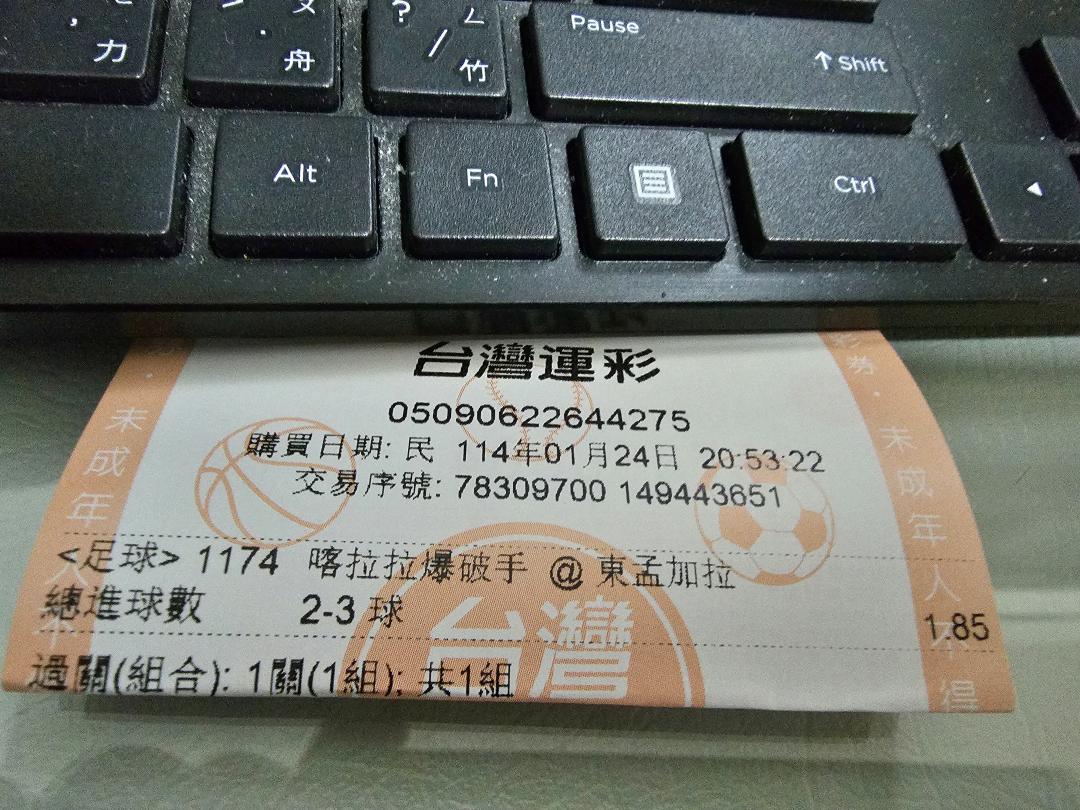 力
舟
ㄡ
?
ㄥ
/
竹
Pause
↑ Shift
Alt
Fn
Ctrl
台灣運彩
05090622644275
購買日期: 民 114年01月24日 20:53:22
交易序號: 78309700 149443651
<足球> 1174 喀拉拉爆破手 @ 東孟加拉
總進球數 2-3 球
1.85
過關(組合): 1關(1組); 共1組
台灣
未成年人不
券·未成年人不得